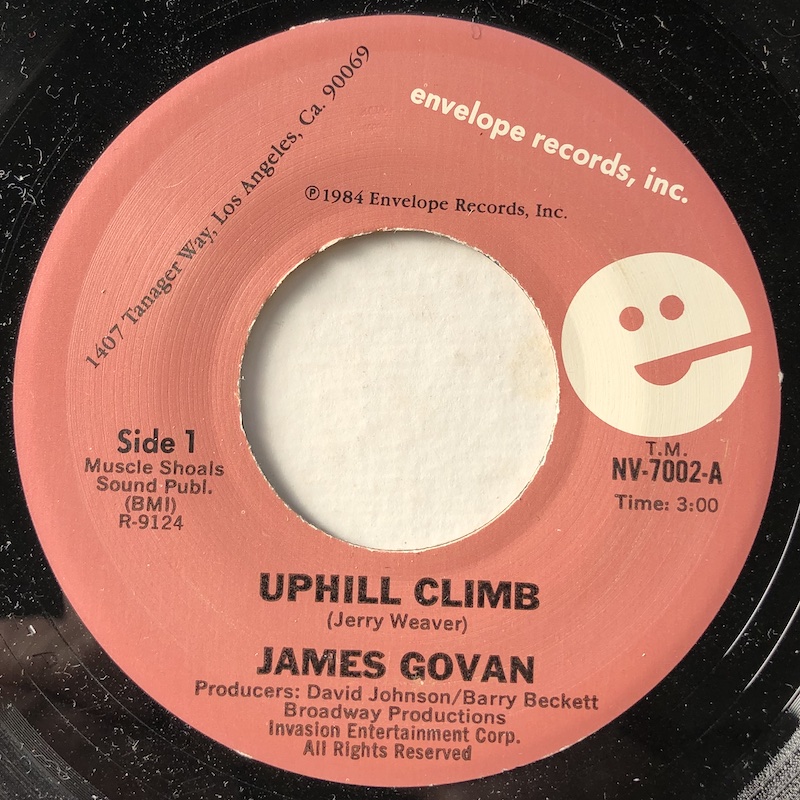 1407 Tanager Way, Los Angeles, Ca. 90069
envelope records, inc.
℗1984 Envelope Records, Inc.
Side 1
Muscle Shoals
Sound Publ.
(BMI)
R-9124
T.M.
NV-7002-A
Time: 3:00
UPHILL CLIMB
(Jerry Weaver)
JAMES GOVAN
Producers: David Johnson/Barry Beckett
Broadway Productions
Invasion Entertainment Corp.
All Rights Reserved